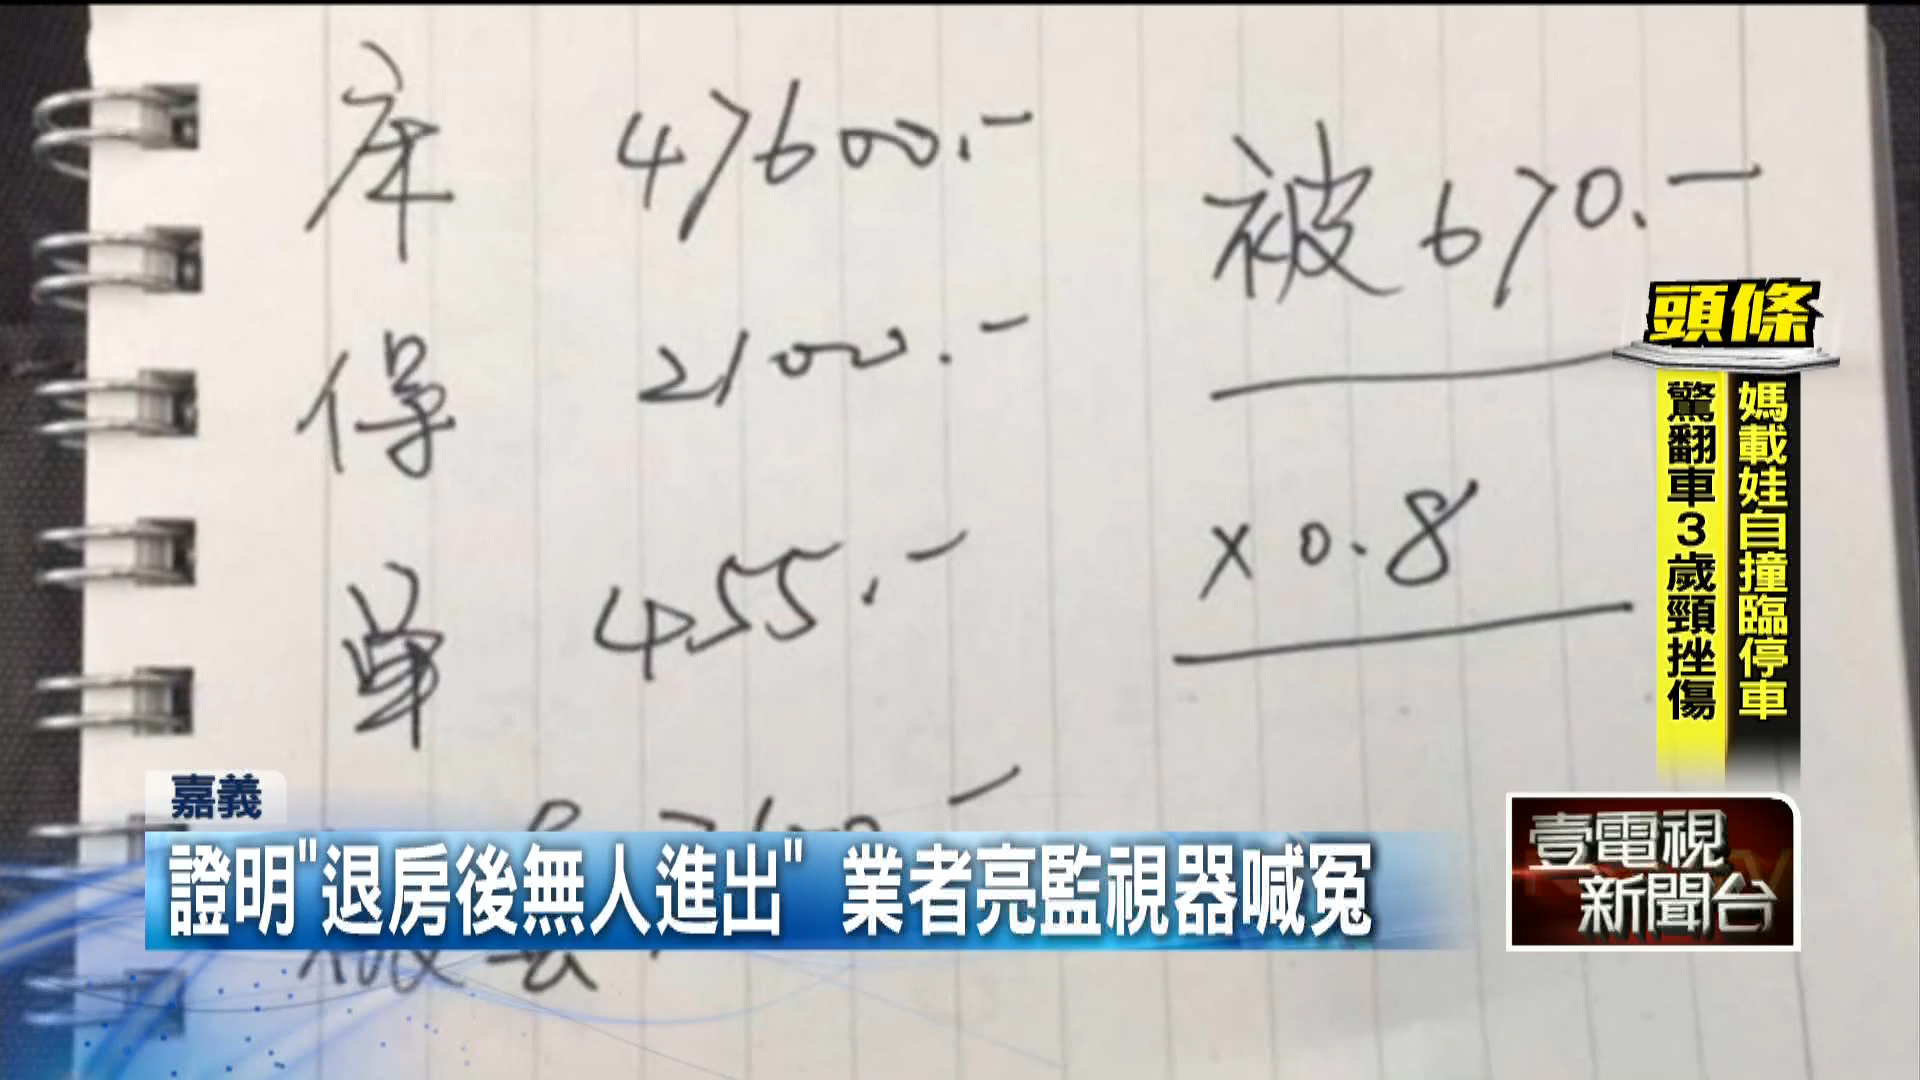 床 47600.-
保 2100.-
單 455.-
被 670.-
x 0.8
頭條
媽載娃自撞臨停車
驚翻車3歲頸挫傷
嘉義
證明"退房後無人進出" 業者亮監視器喊冤
壹電視
新聞台